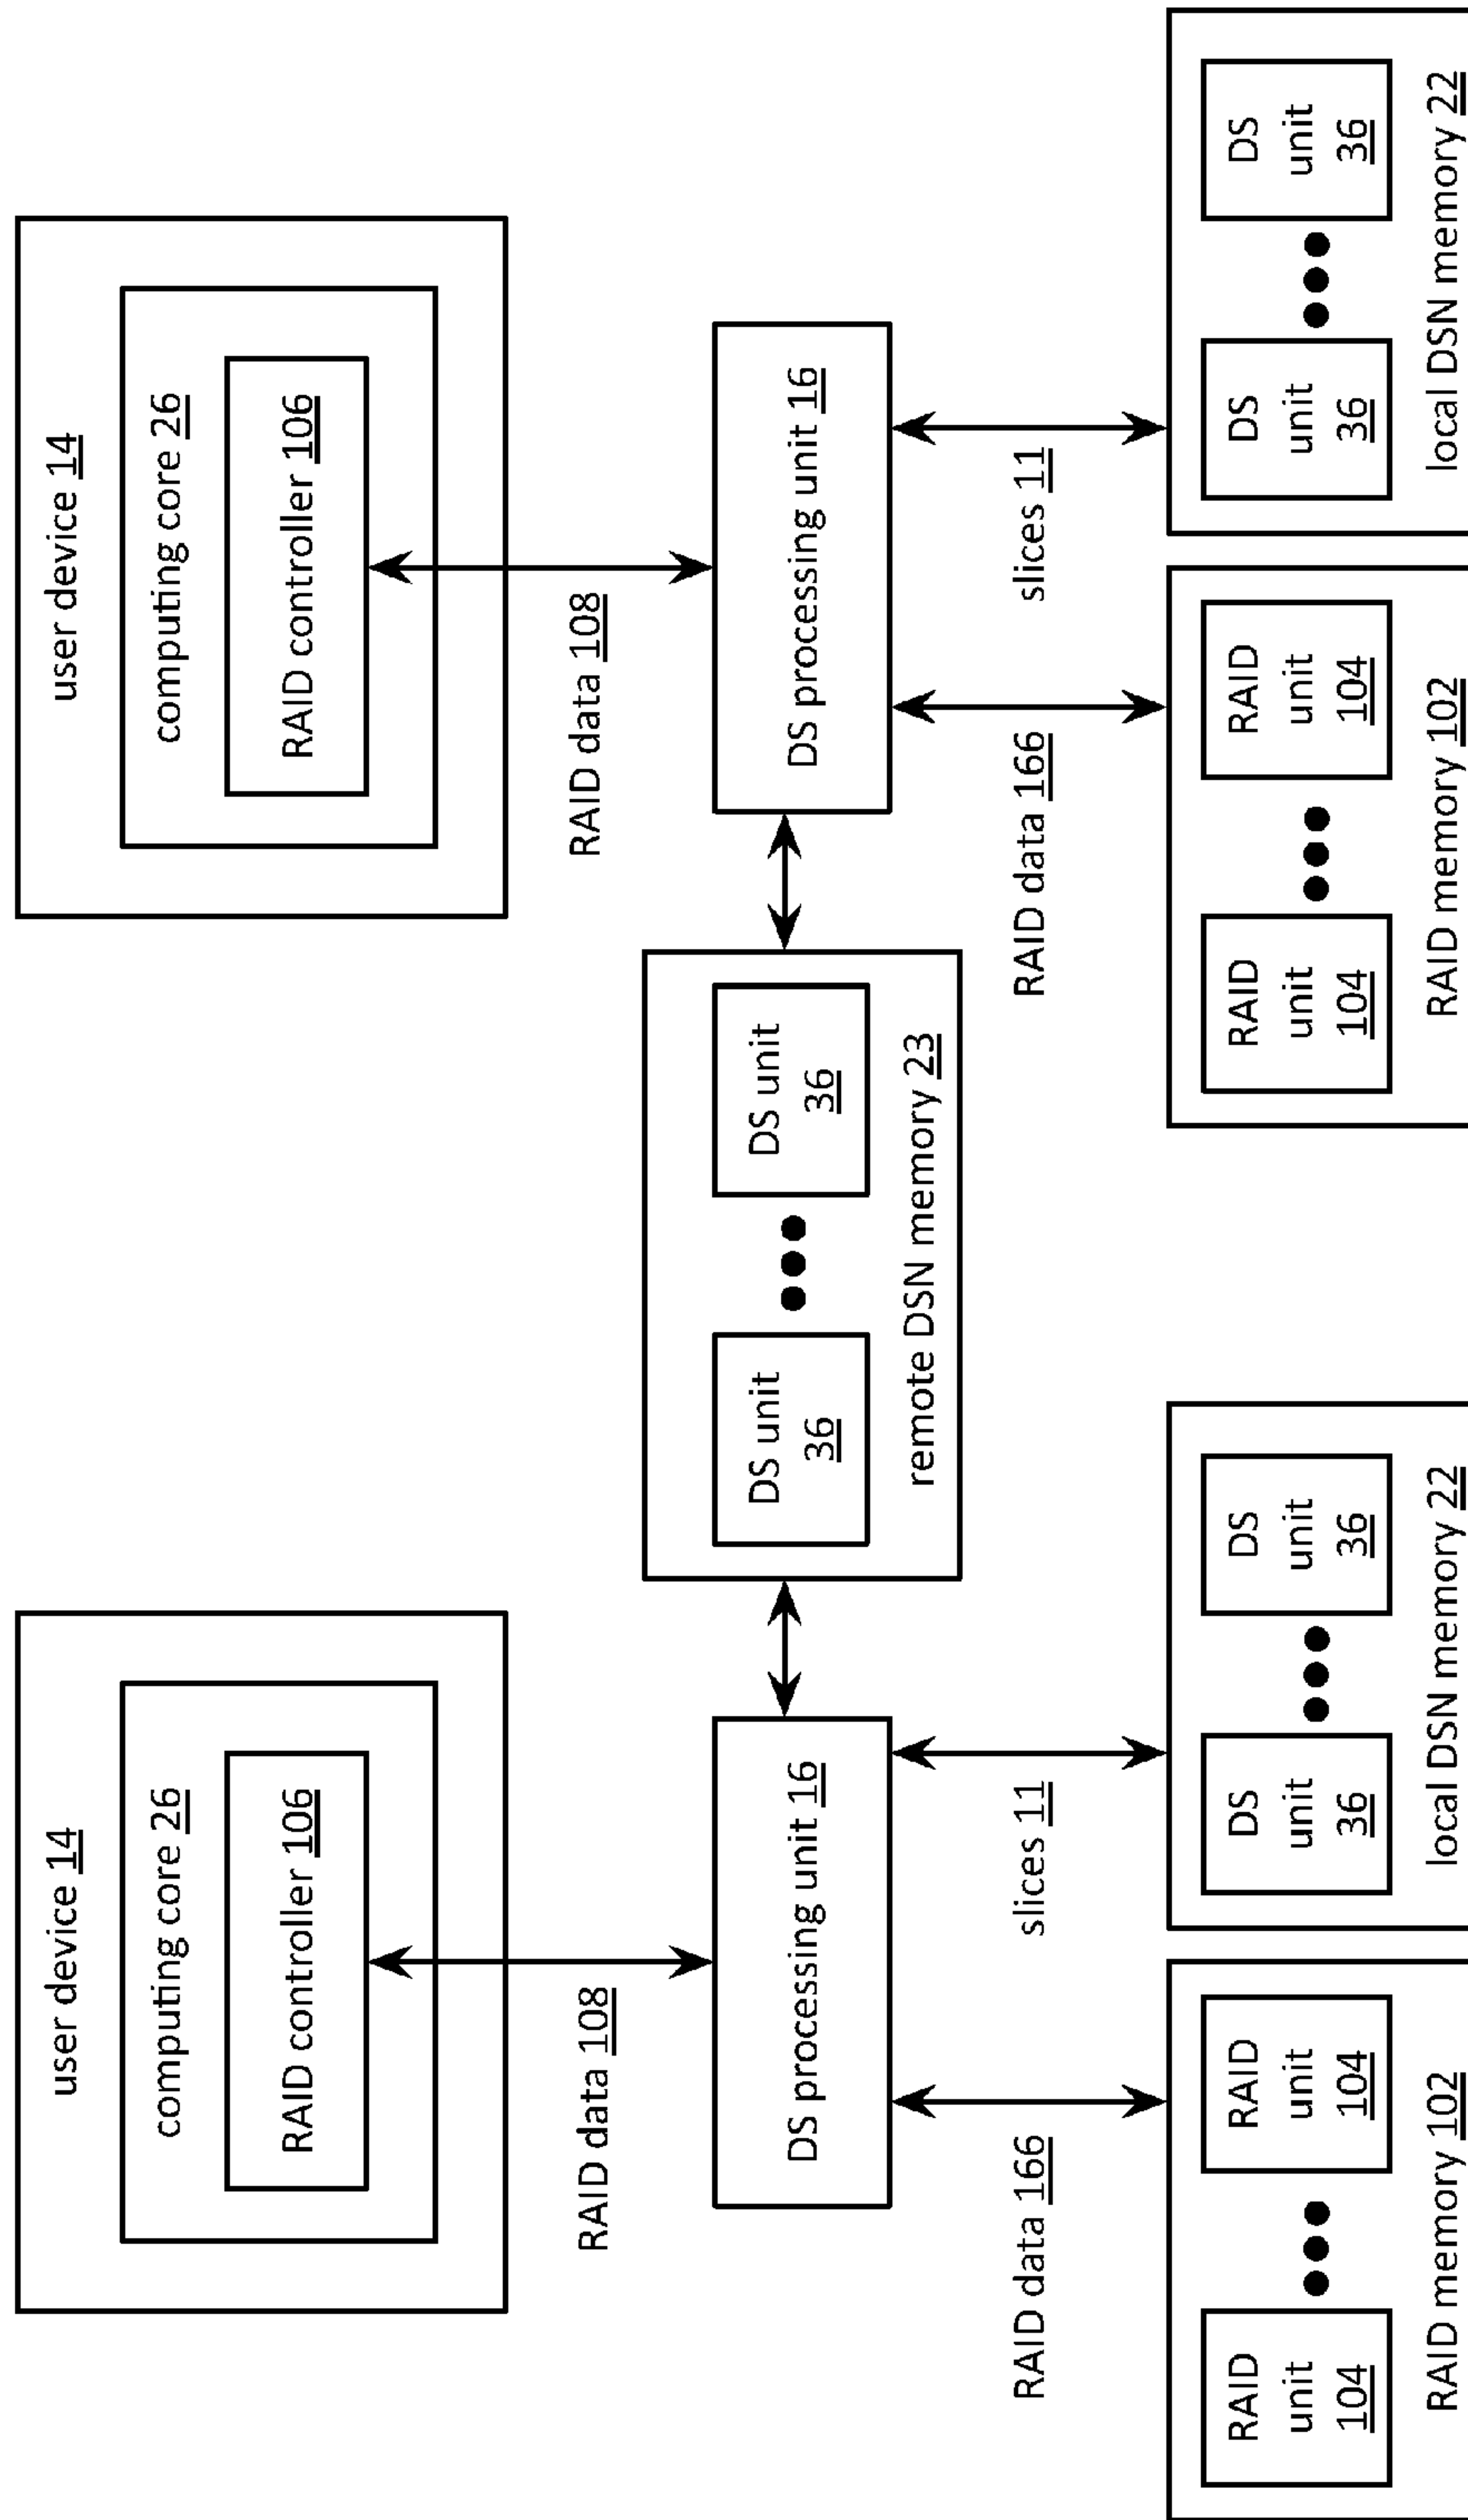 user device 14
computing core 26
RAID controller 106
RAID data 108
DS processing unit 16
RAID data 166
slices 11
RAID
unit
104
RAID
unit
104
RAID memory 102
DS
unit
36
DS
unit
36
local DSN memory 22
DS unit
36
DS unit
36
remote DSN memory 23
user device 14
computing core 26
RAID controller 106
RAID data 108
DS processing unit 16
RAID data 166
slices 11
RAID
unit
104
RAID
unit
104
RAID memory 102
DS
unit
36
DS
unit
36
local DSN memory 22